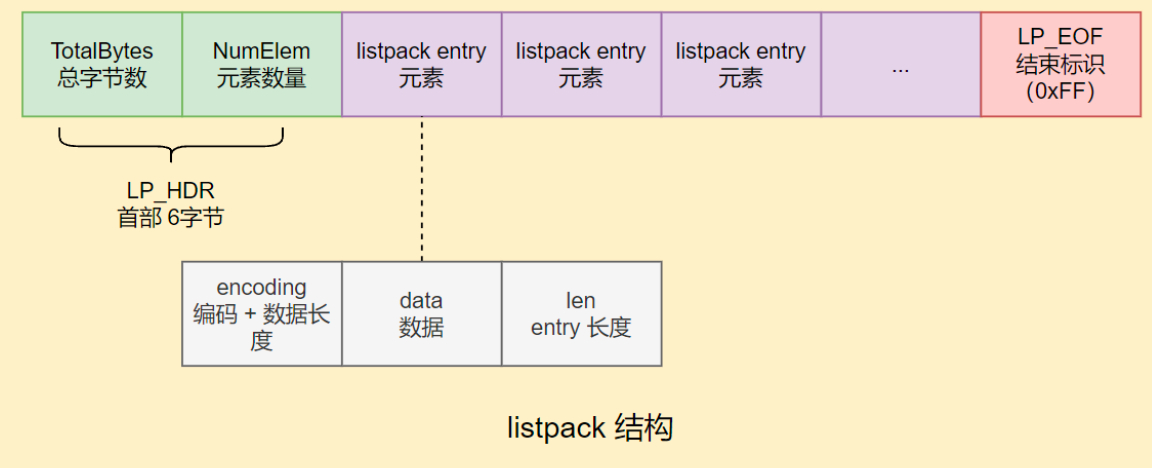 TotalBytes
总字节数
NumElem
元素数量
listpack entry
元素
listpack entry
元素
listpack entry
元素
...
LP_EOF
结束标识
（0xFF）
LP_HDR
首部 6字节
encoding
编码 + 数据长
度
data
数据
len
entry 长度
listpack 结构